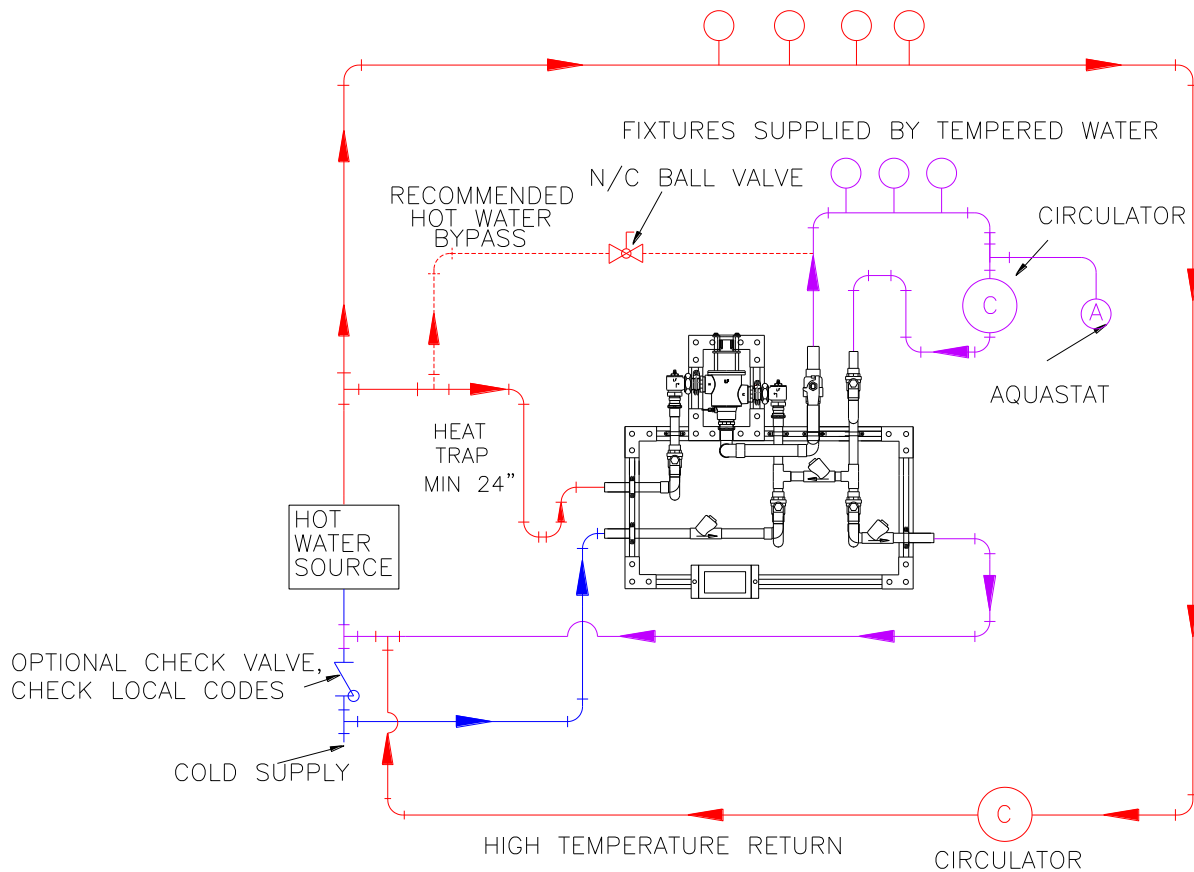 FIXTURES SUPPLIED BY TEMPERED WATER
N/C BALL VALVE
RECOMMENDED
HOT WATER
BYPASS
CIRCULATOR
C
A
AQUASTAT
HEAT
TRAP
MIN 24"
HOT
WATER
SOURCE
OPTIONAL CHECK VALVE,
CHECK LOCAL CODES
COLD SUPPLY
C
HIGH TEMPERATURE RETURN
CIRCULATOR